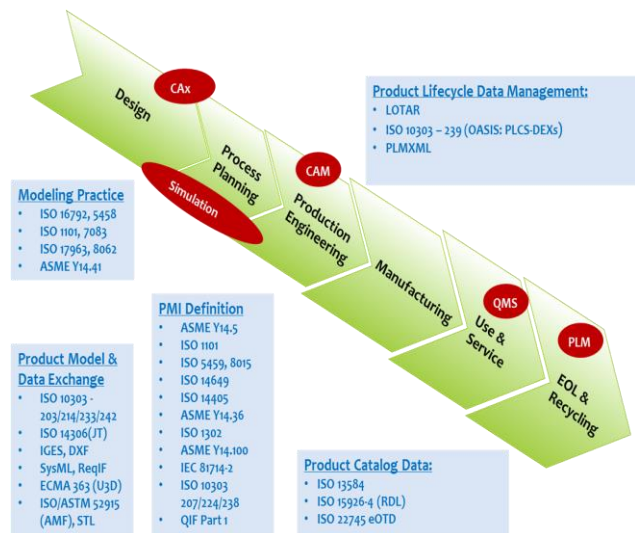 CAx
Design
Process
Planning
Simulation
CAM
Production
Engineering
Manufacturing
QMS
Use &
Service
PLM
EOL &
Recycling
Product Lifecycle Data Management:
• LOTAR
• ISO 10303 – 239 (OASIS: PLCS-DEXs)
• PLMXML
Modeling Practice
• ISO 16792, 5458
• ISO 1101, 7083
• ISO 17963, 8062
• ASME Y14.41
PMI Definition
• ASME Y14.5
• ISO 1101
• ISO 5459, 8015
• ISO 14649
• ISO 14405
• ASME Y14.36
• ISO 1302
• ASME Y14.100
• IEC 81714-2
• ISO 10303
207/224/238
• QIF Part 1
Product Model &
Data Exchange
• ISO 10303 -
203/214/233/242
• ISO 14306(JT)
• IGES, DXF
• SysML, ReqIF
• ECMA 363 (U3D)
• ISO/ASTM 52915
(AMF), STL
Product Catalog Data:
• ISO 13584
• ISO 15926-4 (RDL)
• ISO 22745 eOTD